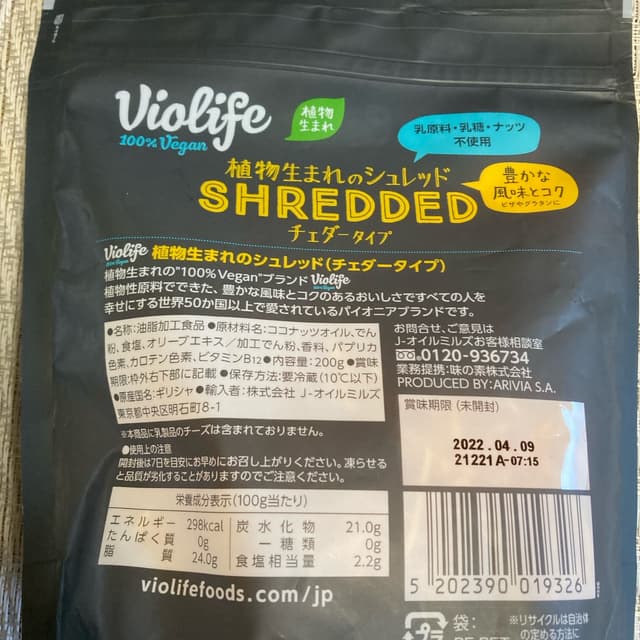 Violife
100% Vegan
植物
生まれ
乳原料・乳糖・ナッツ
不使用
植物生まれのシュレッド
SHREDDED
チェダータイプ
豊かな
風味とコク
ピザやグラタンに
Violife 植物生まれのシュレッド(チェダータイプ)
植物生まれの"100%Vegan"ブランド Violife
植物性原料でできた、豊かな風味とコクのあるおいしさですべての人を
幸せにする世界50か国以上で愛されているパイオニアブランドです。
●名称:油脂加工食品 ●原材料名:ココナッツオイル、でん
粉、食塩、オリーブエキス/加工でん粉、香料、パプリカ
色素、カロテン色素、ビタミンB12 ●内容量:200g ●賞味
期限:枠外右下部に記載 ●保存方法:要冷蔵(10℃以下)
●原産国名:ギリシャ ●輸入者:株式会社 J-オイルミルズ
東京都中央区明石町8-1
お問合せ、ご意見は
J-オイルミルズお客様相談室
0120-936734
業務提携:味の素株式会社
PRODUCED BY:ARIVIA S.A.
※本商品に乳製品のチーズは含まれておりません。
●使用上の注意
開封後は7日を目安にお早めにお召し上がりください。凍らせる
と品質が劣化することがありますのでご注意ください。
賞味期限(未開封)
2022.04.09
21221A-07:15
栄養成分表示(100g当たり)
エネルギー 298kcal
たんぱく質 0g
脂質 24.0g
炭水化物 21.0g
ー糖類 0g
食塩相当量 2.2g
violifefoods.com/jp
5 202390 019326
袋:
※リサイクルは自治体
の定める方法に